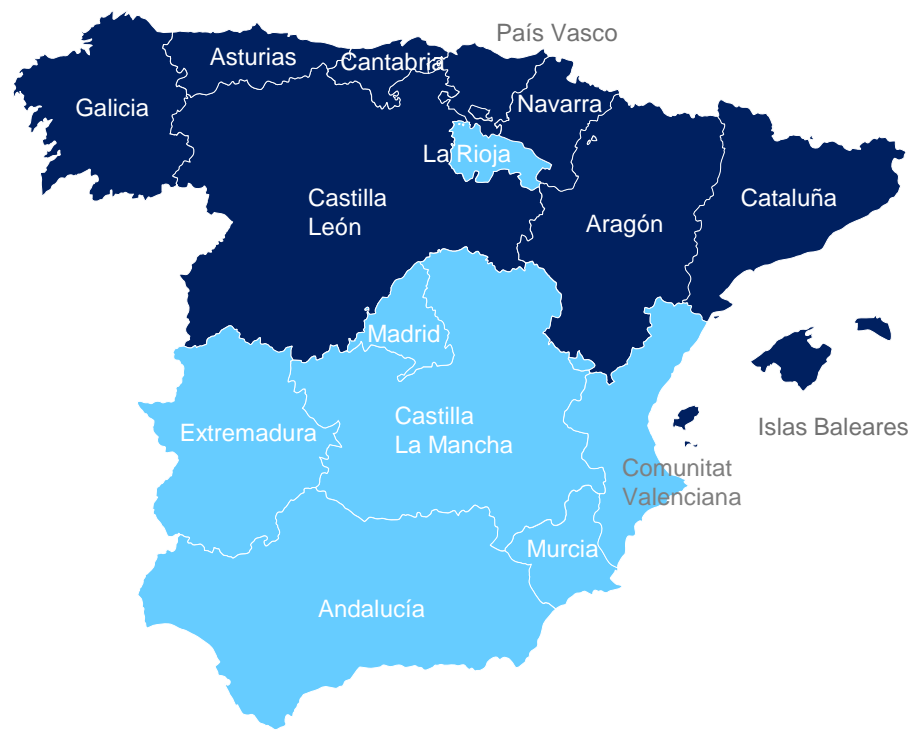 País Vasco
Asturias
Cantabria
Galicia
Navarra
La Rioja
Castilla
León
Aragón
Cataluña
Madrid
Castilla
La Mancha
Extremadura
Islas Baleares
Comunitat
Valenciana
Murcia
Andalucía